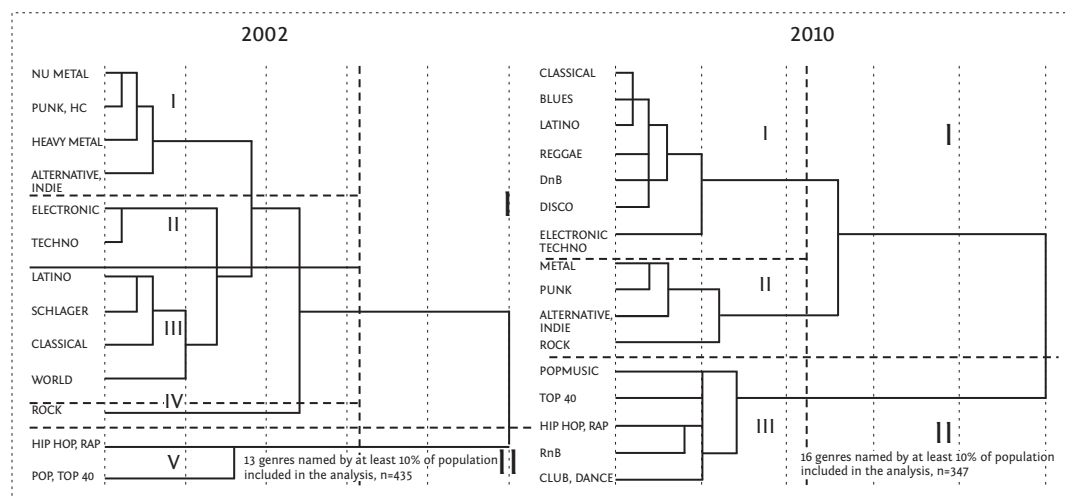 2002
NU METAL
PUNK, HC
HEAVY METAL
ALTERNATIVE,
INDIE
ELECTRONIC
TECHNO
LATINO
SCHLAGER
CLASSICAL
WORLD
ROCK
HIP HOP, RAP
POP, TOP 40
I
II
III
IV
V
I
II
13 genres named by at least 10% of population
included in the analysis, n=435
2010
CLASSICAL
BLUES
LATINO
REGGAE
DnB
DISCO
ELECTRONIC
TECHNO
METAL
PUNK
ALTERNATIVE,
INDIE
ROCK
POPMUSIC
TOP 40
HIP HOP, RAP
RnB
CLUB, DANCE
I
II
III
I
II
16 genres named by at least 10% of population
included in the analysis, n=347